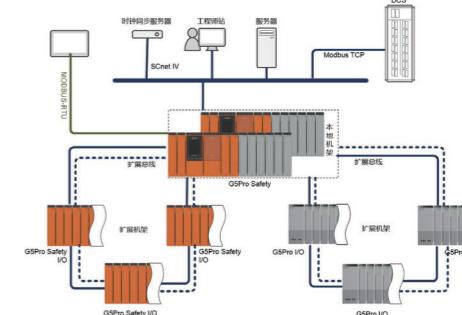 DCS
时钟同步服务器
工程师站
服务器
SCnet IV
Modbus TCP
MODBUS-RTU
本地机架
扩展总线
扩展总线
G5Pro Safety
扩展机架
扩展机架
G5Pro Safety
I/O
G5Pro Safety
I/O
G5Pro I/O
G5Pro
G5Pro Safety I/O
G5Pro I/O